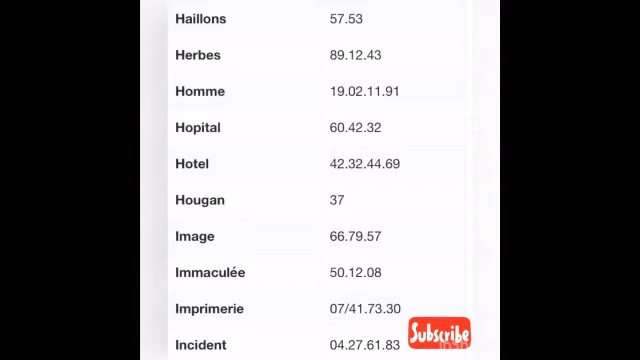 Haillons 57.53
Herbes 89.12.43
Homme 19.02.11.91
Hopital 60.42.32
Hotel 42.32.44.69
Hougan 37
Image 66.79.57
Immaculée 50.12.08
Imprimerie 07/41.73.30
Incident 04.27.61.83
Subscribe